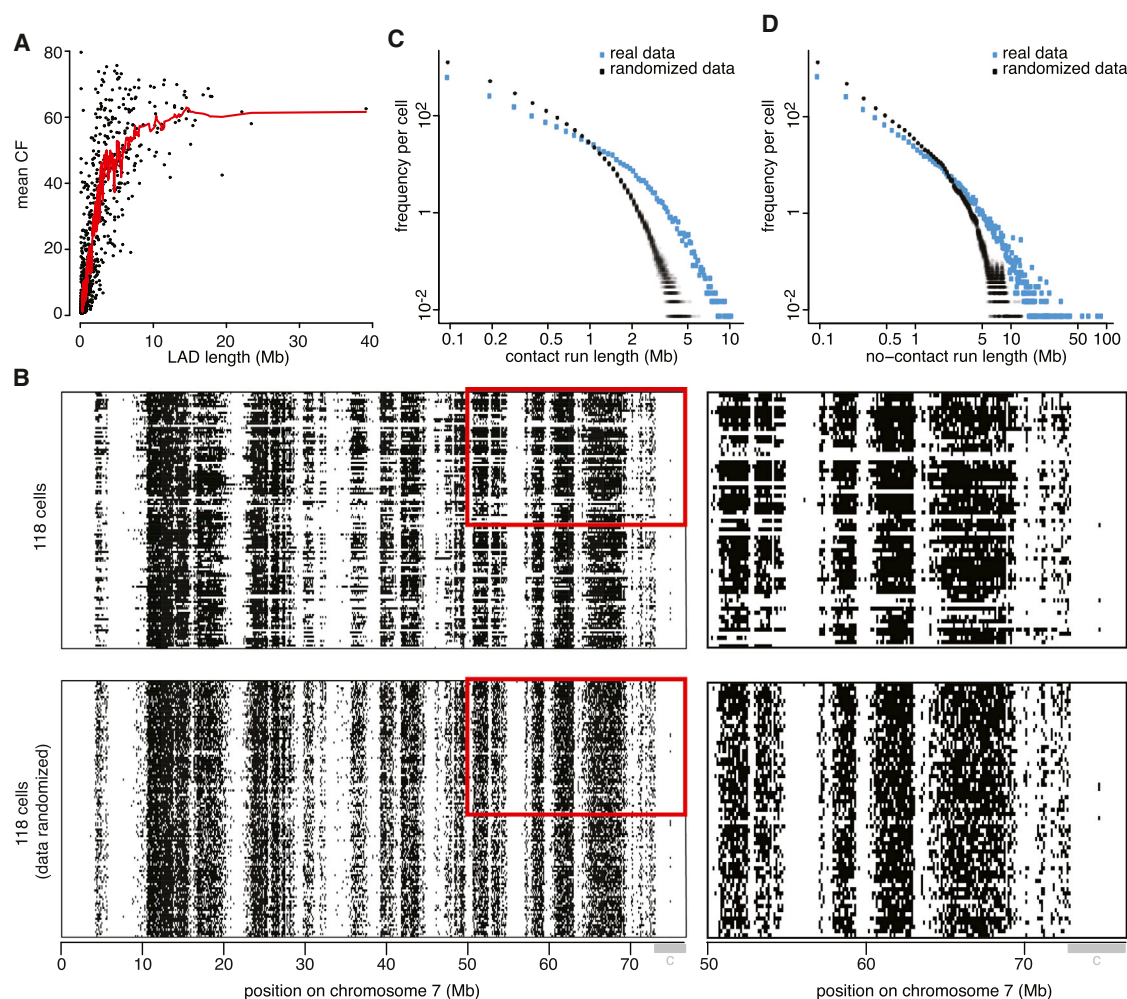 A
80
60
40
20
0
mean CF
0 10 20 30 40
LAD length (Mb)
C
real data
randomized data
10²
1
10⁻²
frequency per cell
0.1 0.2 0.5 1 2 5 10
contact run length (Mb)
D
real data
randomized data
10²
1
10⁻²
frequency per cell
0.1 0.5 1 5 10 50 100
no−contact run length (Mb)
B
118 cells
118 cells
(data randomized)
0 10 20 30 40 50 60 70
C
position on chromosome 7 (Mb)
50 60 70
C
position on chromosome 7 (Mb)